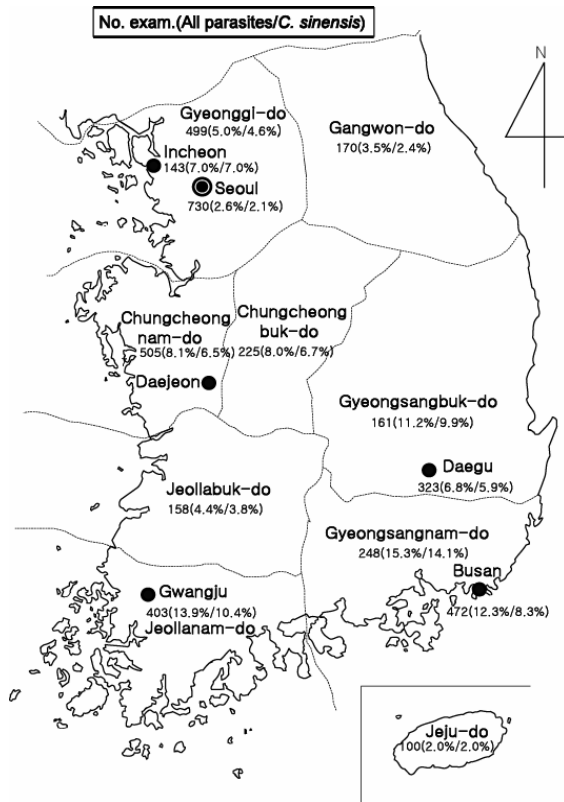 No. exam.(All parasites/C. sinensis)
N
Gyeonggi-do
499(5.0%/4.6%)
Gangwon-do
170(3.5%/2.4%)
Incheon
143(7.0%/7.0%)
Seoul
730(2.6%/2.1%)
Chungcheong
nam-do
505(8.1%/6.5%)
Chungcheong
buk-do
225(8.0%/6.7%)
Daejeon
Gyeongsangbuk-do
161(11.2%/9.9%)
Daegu
323(6.8%/5.9%)
Jeollabuk-do
158(4.4%/3.8%)
Gyeongsangnam-do
248(15.3%/14.1%)
Busan
472(12.3%/8.3%)
Gwangju
403(13.9%/10.4%)
Jeollanam-do
Jeju-do
100(2.0%/2.0%)